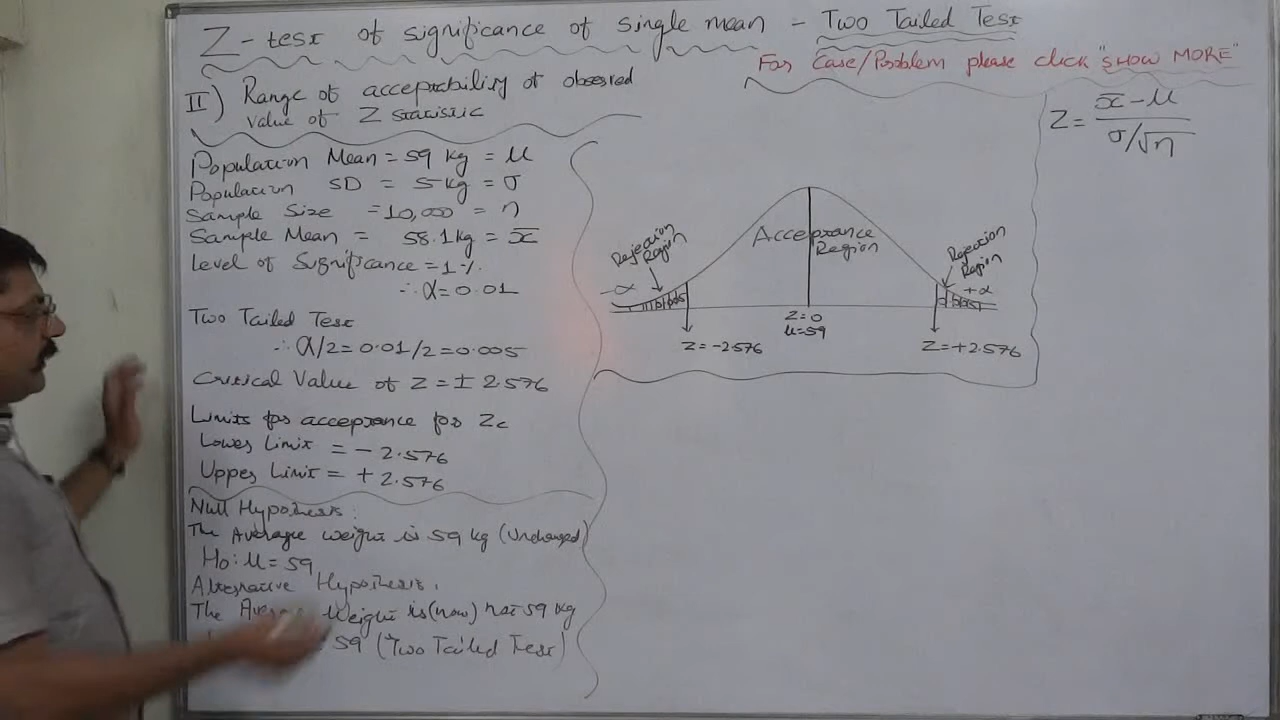 Z-test of significance of single mean - Two Tailed Test
For Case/Problem please click "SHOW MORE"
II) Range of acceptability of observed
value of Z statistic
Population Mean = 59 kg = μ
Population SD = 5 kg = σ
Sample Size = 10,000 = n
Sample Mean = 58.1 kg = x̄
Level of Significance = 1%
∴ α = 0.01
Two Tailed Test
∴ α/2 = 0.01/2 = 0.005
Critical Value of Z = ± 2.576
Limits for acceptance for Zc
Lower Limit = - 2.576
Upper Limit = + 2.576
Null Hypothesis:
The Average weight is 59 kg (Unchanged)
Ho: μ = 59
Alternative Hypothesis.
The Weight is (now) not 59 kg
59 (Two Tailed Test)
Rejection
Region
-α
Acceptance
Region
Rejection
Region
+α
Z=0
μ=59
Z = -2.576
Z = +2.576
Z = x̄ - μ
σ/√n